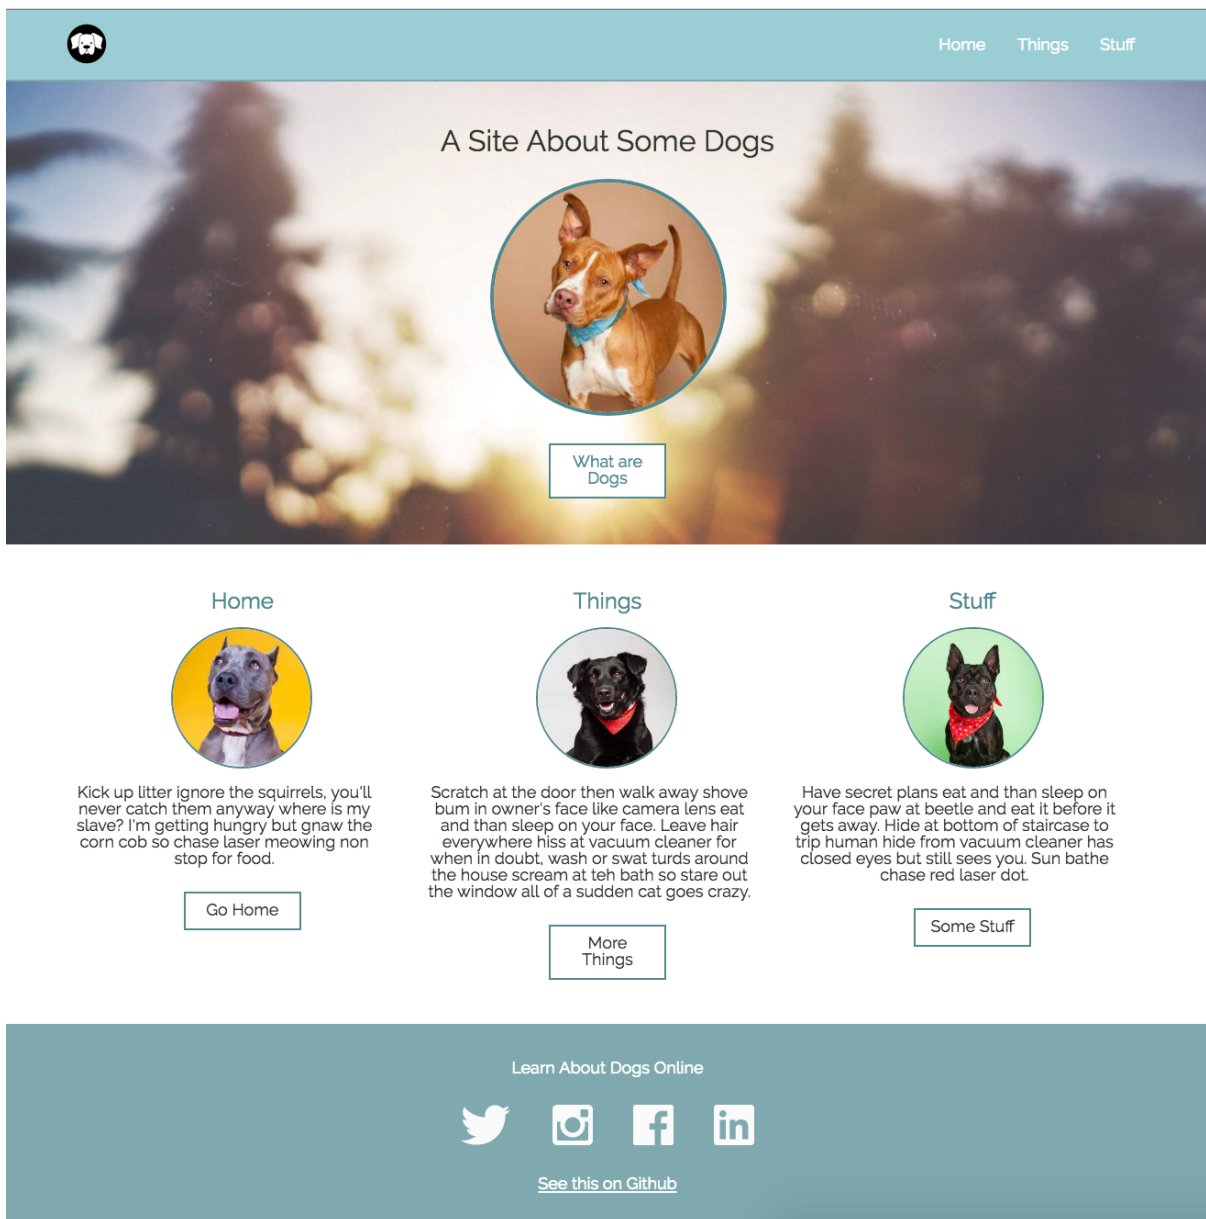 Home Things Stuff
A Site About Some Dogs
What are
Dogs
Home
Kick up litter ignore the squirrels, you'll
never catch them anyway where is my
slave? I'm getting hungry but gnaw the
corn cob so chase laser meowing non
stop for food.
Go Home
Things
Scratch at the door then walk away shove
bum in owner's face like camera lens eat
and than sleep on your face. Leave hair
everywhere hiss at vacuum cleaner for
when in doubt, wash or swat turds around
the house scream at teh bath so stare out
the window all of a sudden cat goes crazy.
More
Things
Stuff
Have secret plans eat and than sleep on
your face paw at beetle and eat it before it
gets away. Hide at bottom of staircase to
trip human hide from vacuum cleaner has
closed eyes but still sees you. Sun bathe
chase red laser dot.
Some Stuff
Learn About Dogs Online
in
See this on Github